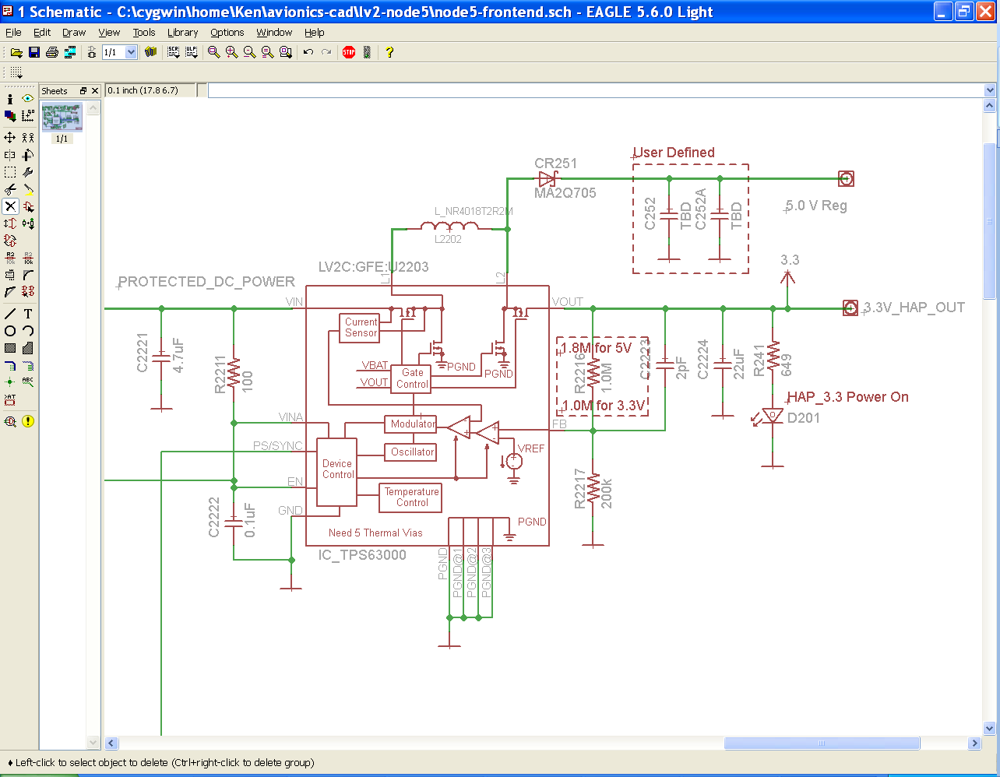 1 Schematic - C:\cygwin\home\Ken\avionics-cad\lv2-node5\node5-frontend.sch - EAGLE 5.6.0 Light
File Edit Draw View Tools Library Options Window Help
1/1
SCR ULP STOP ?
Sheets
0.1 inch (17.8 6.7)
1/1
User Defined
CR251
MA2Q705
C252
TBD
C252A
TBD
5.0 V Reg
L_NR4018T2R2M
L2202
LV2C:GFE:U2203
L1
L2
3.3
PROTECTED_DC_POWER
VIN
VOUT
3.3V_HAP_OUT
C2221
4.7uF
R2211
100
Current
Sensor
VBAT
VOUT
Gate
Control
PGND
PGND
1.8M for 5V
R2216
1.0M
1.0M for 3.3V
C2223
2pF
C2224
22uF
R241
649
HAP_3.3 Power On
D201
VINA
Modulator
FB
PS/SYNC
Oscillator
VREF
Device
Control
EN
Temperature
Control
GND
C2222
0.1uF
R2217
200k
PGND
Need 5 Thermal Vias
IC_TPS63000
PGND
PGND@1
PGND@2
PGND@3
Left-click to select object to delete (Ctrl+right-click to delete group)